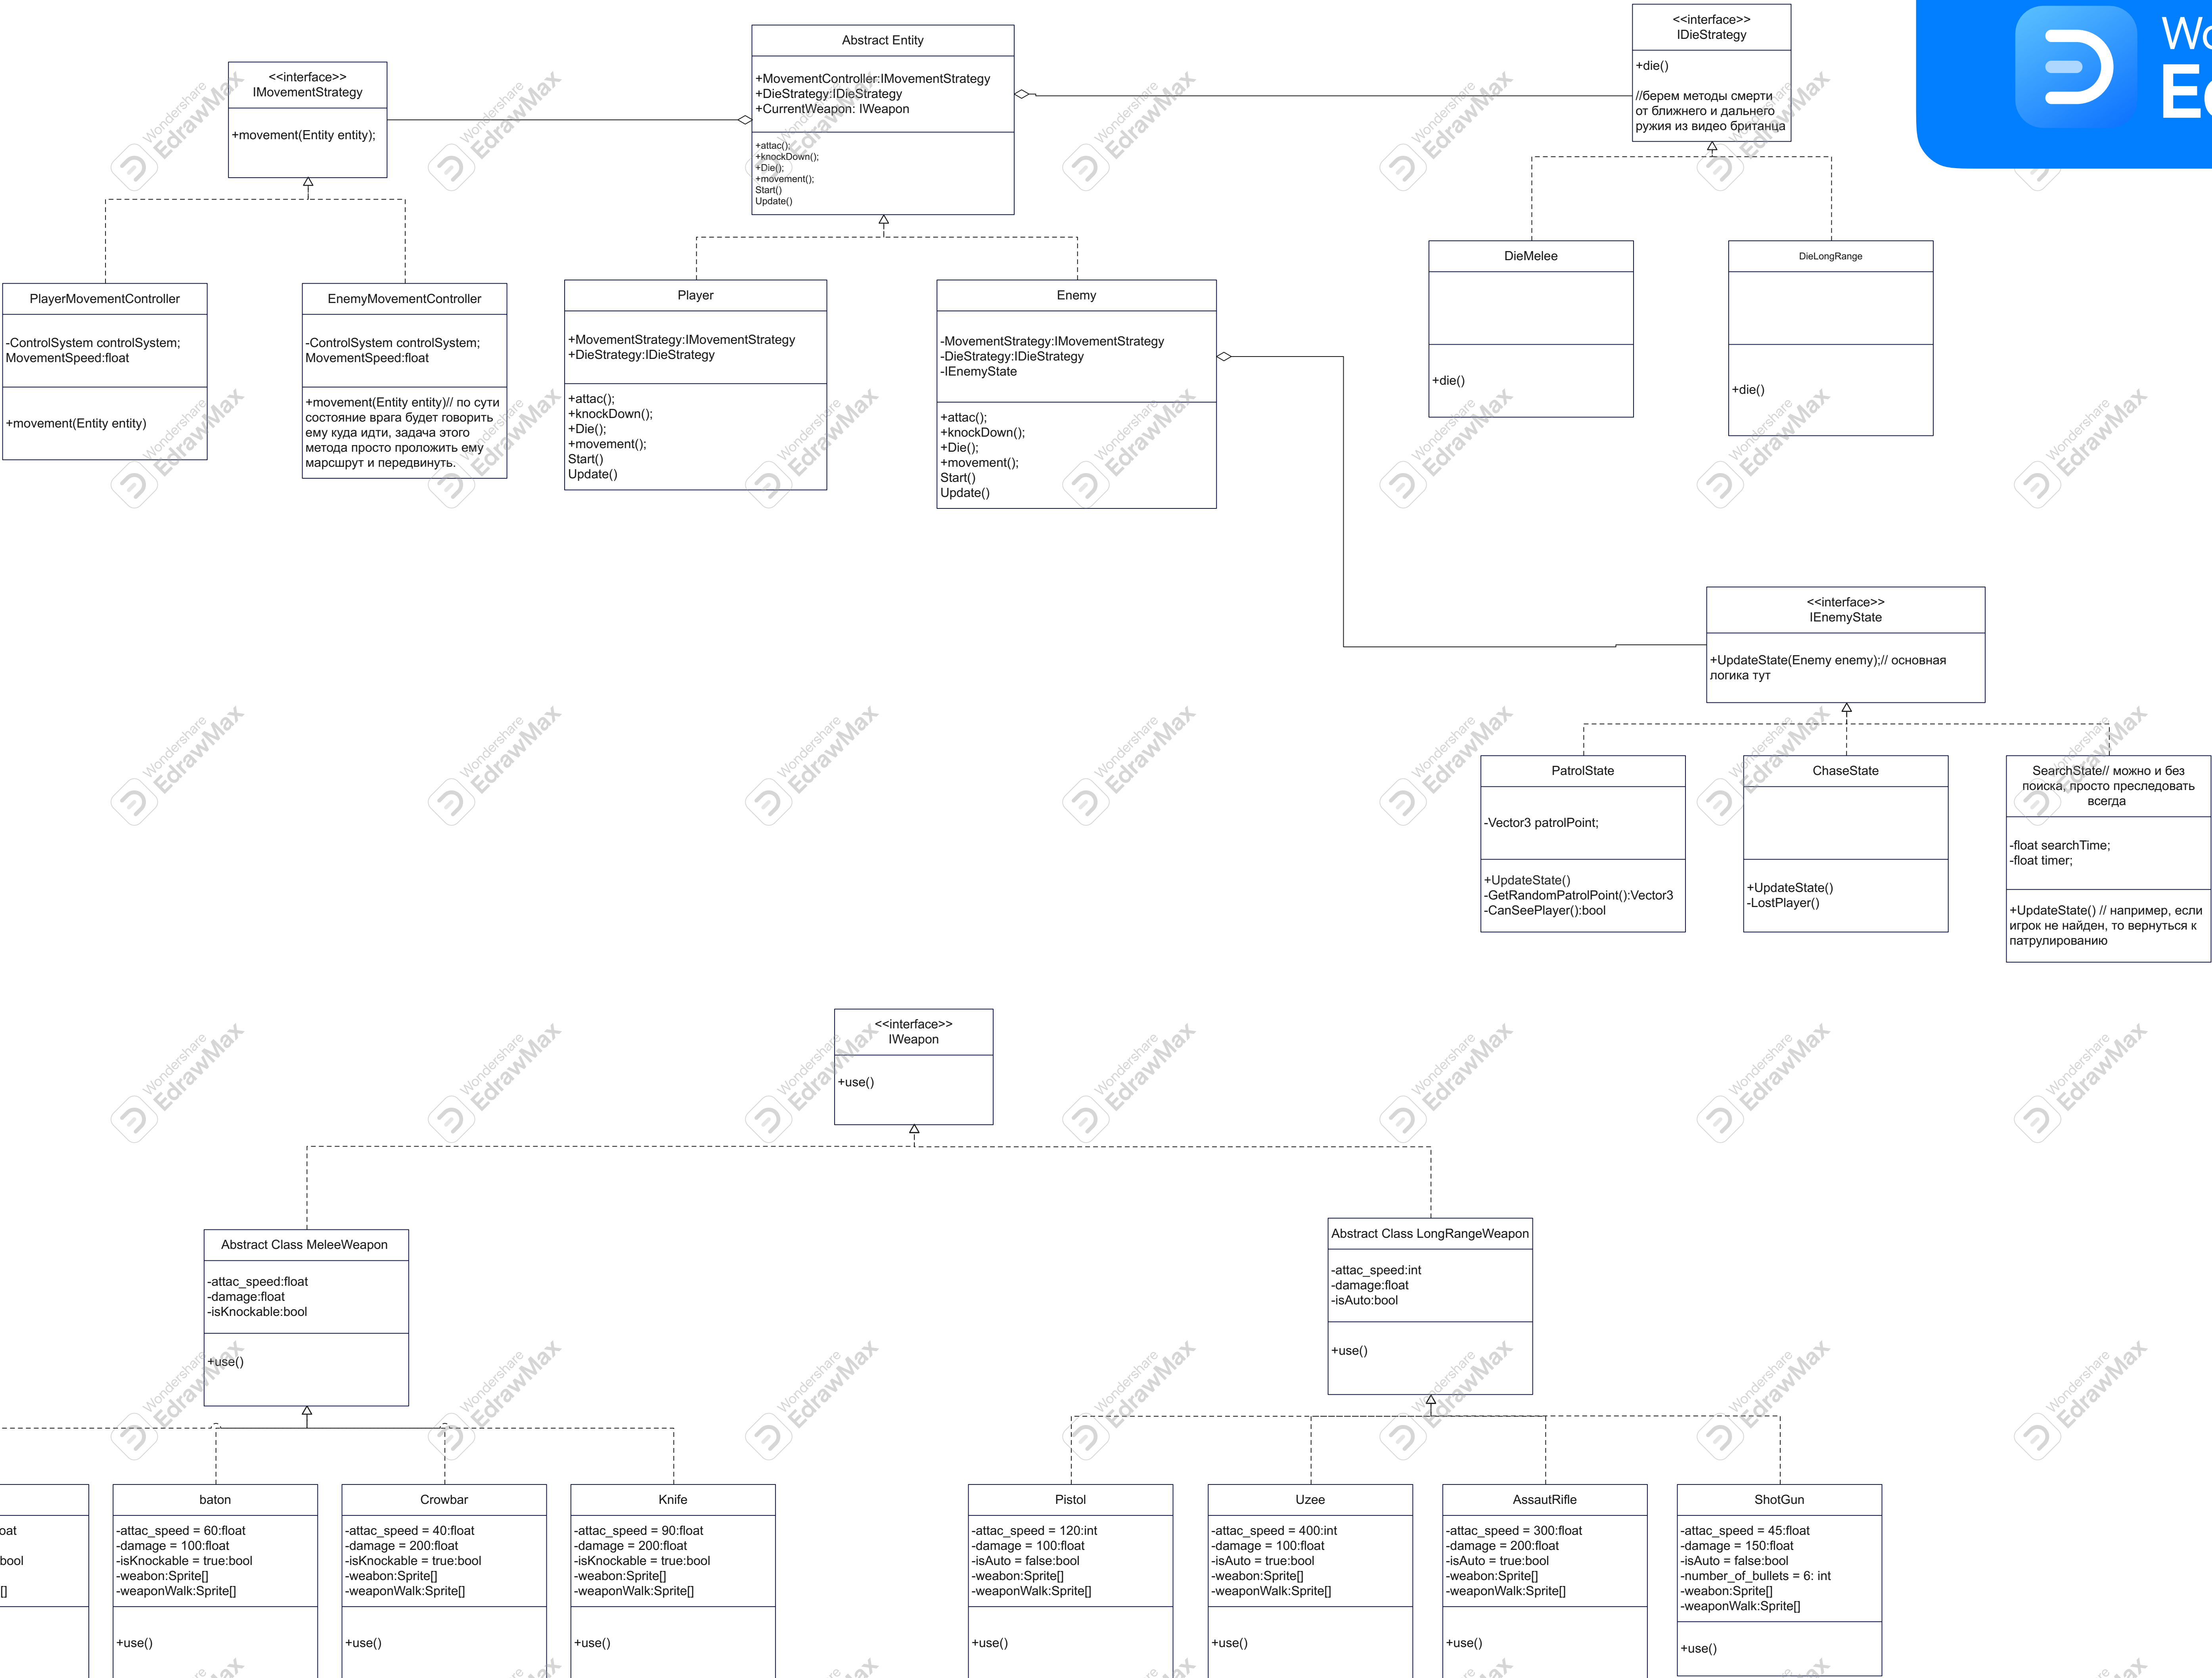 <<interface>>
IMovementStrategy
+movement(Entity entity);
Abstract Entity
+MovementController:IMovementStrategy
+DieStrategy:IDieStrategy
+CurrentWeapon: IWeapon
+attac();
+knockDown();
+Die();
+movement();
Start()
Update()
<<interface>>
IDieStrategy
+die()
//берем методы смерти
от ближнего и дальнего
ружия из видео британца
PlayerMovementController
-ControlSystem controlSystem;
MovementSpeed:float
+movement(Entity entity)
EnemyMovementController
-ControlSystem controlSystem;
MovementSpeed:float
+movement(Entity entity)// по сути
состояние врага будет говорить
ему куда идти, задача этого
метода просто проложить ему
марсшрут и передвинуть.
Player
+MovementStrategy:IMovementStrategy
+DieStrategy:IDieStrategy
+attac();
+knockDown();
+Die();
+movement();
Start()
Update()
Enemy
-MovementStrategy:IMovementStrategy
-DieStrategy:IDieStrategy
-IEnemyState
+attac();
+knockDown();
+Die();
+movement();
Start()
Update()
DieMelee
+die()
DieLongRange
+die()
<<interface>>
IEnemyState
+UpdateState(Enemy enemy);// основная
логика тут
PatrolState
-Vector3 patrolPoint;
+UpdateState()
-GetRandomPatrolPoint():Vector3
-CanSeePlayer():bool
ChaseState
+UpdateState()
-LostPlayer()
SearchState// можно и без
поиска, просто преследовать
всегда
-float searchTime;
-float timer;
+UpdateState() // например, если
игрок не найден, то вернуться к
патрулированию
<<interface>>
IWeapon
+use()
Abstract Class MeleeWeapon
-attac_speed:float
-damage:float
-isKnockable:bool
+use()
Abstract Class LongRangeWeapon
-attac_speed:int
-damage:float
-isAuto:bool
+use()
baton
-attac_speed = 60:float
-damage = 100:float
-isKnockable = true:bool
-weabon:Sprite[]
-weaponWalk:Sprite[]
+use()
Crowbar
-attac_speed = 40:float
-damage = 200:float
-isKnockable = true:bool
-weabon:Sprite[]
-weaponWalk:Sprite[]
+use()
Knife
-attac_speed = 90:float
-damage = 200:float
-isKnockable = true:bool
-weabon:Sprite[]
-weaponWalk:Sprite[]
+use()
Pistol
-attac_speed = 120:int
-damage = 100:float
-isAuto = false:bool
-weabon:Sprite[]
-weaponWalk:Sprite[]
+use()
Uzee
-attac_speed = 400:int
-damage = 100:float
-isAuto = true:bool
-weabon:Sprite[]
-weaponWalk:Sprite[]
+use()
AssautRifle
-attac_speed = 300:float
-damage = 200:float
-isAuto = true:bool
-weabon:Sprite[]
-weaponWalk:Sprite[]
+use()
ShotGun
-attac_speed = 45:float
-damage = 150:float
-isAuto = false:bool
-number_of_bullets = 6: int
-weabon:Sprite[]
-weaponWalk:Sprite[]
+use()
Wondershare
EdrawMax